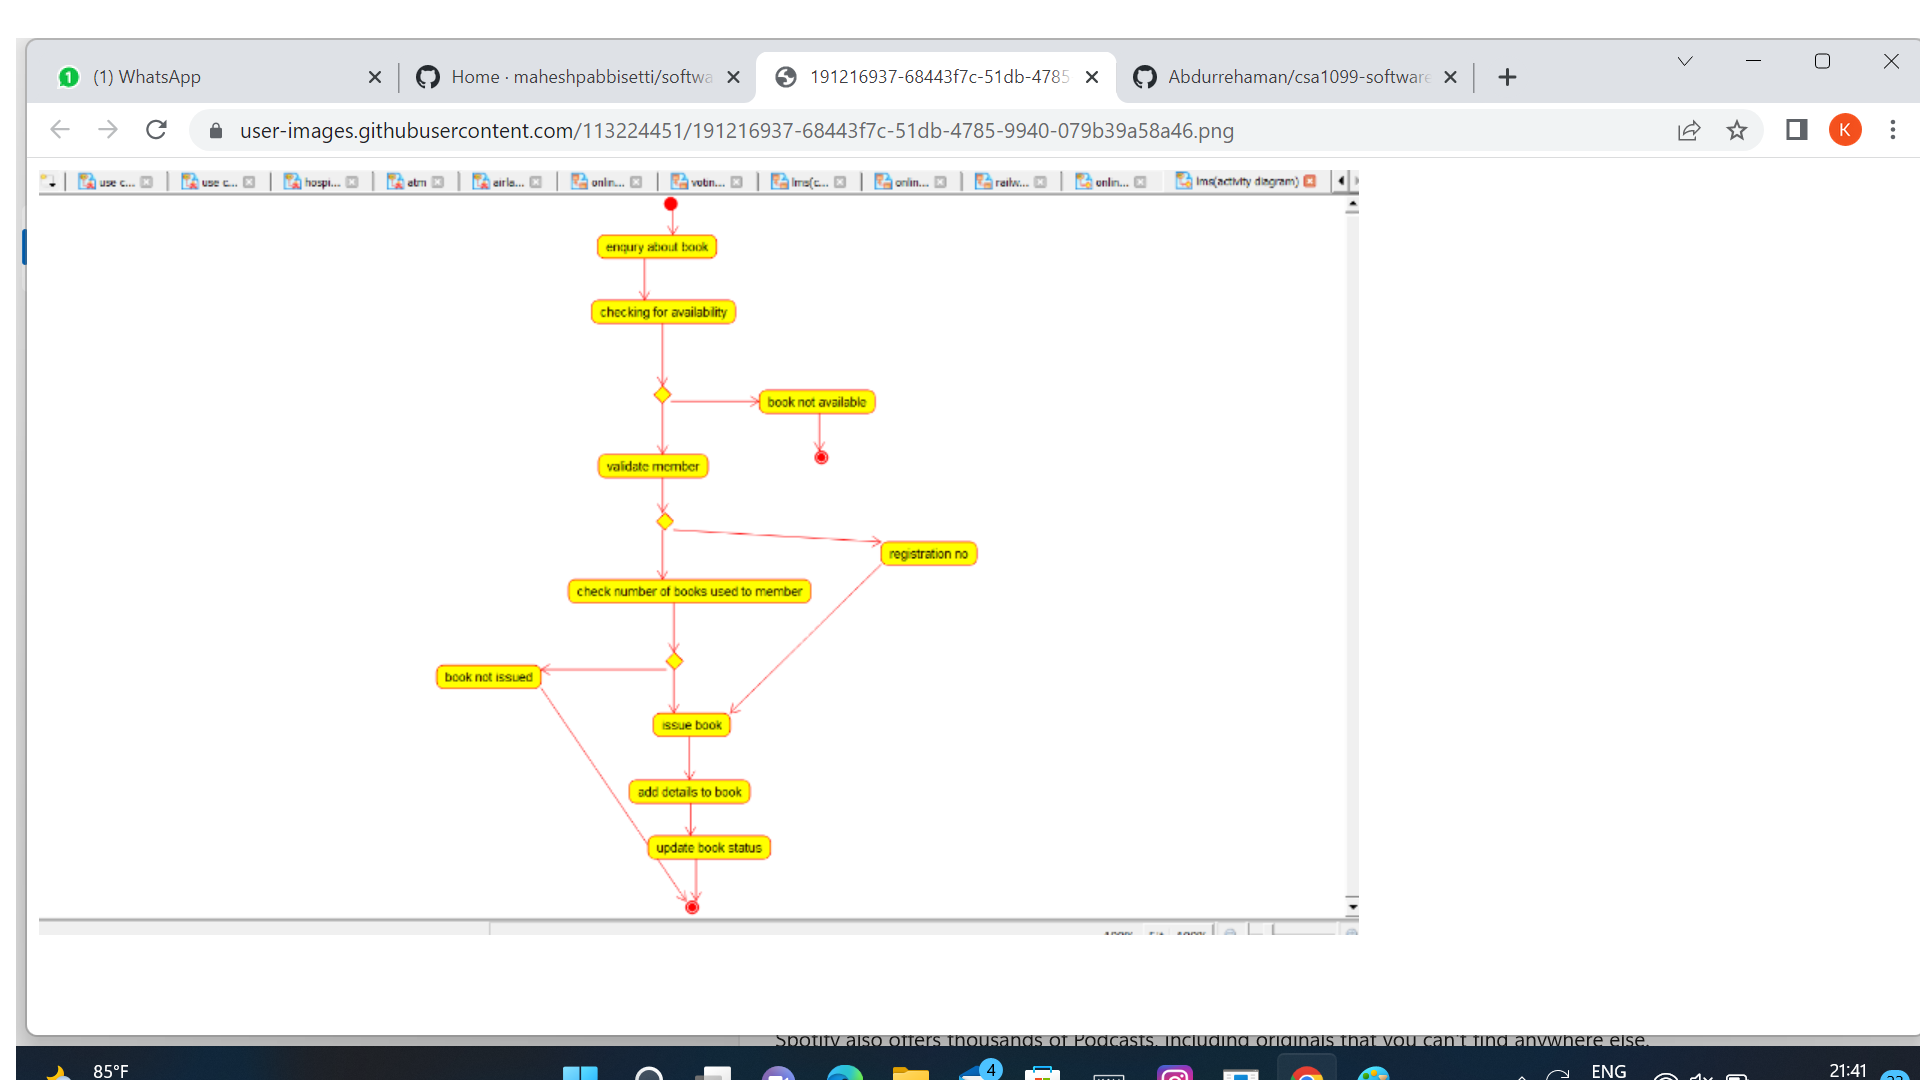 1 (1) WhatsApp
Home · maheshpabbisetti/softwa
191216937-68443f7c-51db-4785
Abdurrehaman/csa1099-software
user-images.githubusercontent.com/113224451/191216937-68443f7c-51db-4785-9940-079b39a58a46.png
K
use c...
use c...
hospi...
atm
airla...
onlin...
votin...
lms(c...
onlin...
railw...
onlin...
lms(activity diagram)
enqury about book
checking for availability
book not available
validate member
registration no
check number of books used to member
book not issued
issue book
add details to book
update book status
Spotify also offers thousands of Podcasts, including originals that you can't find anywhere else.
85°F
4
ENG
21:41